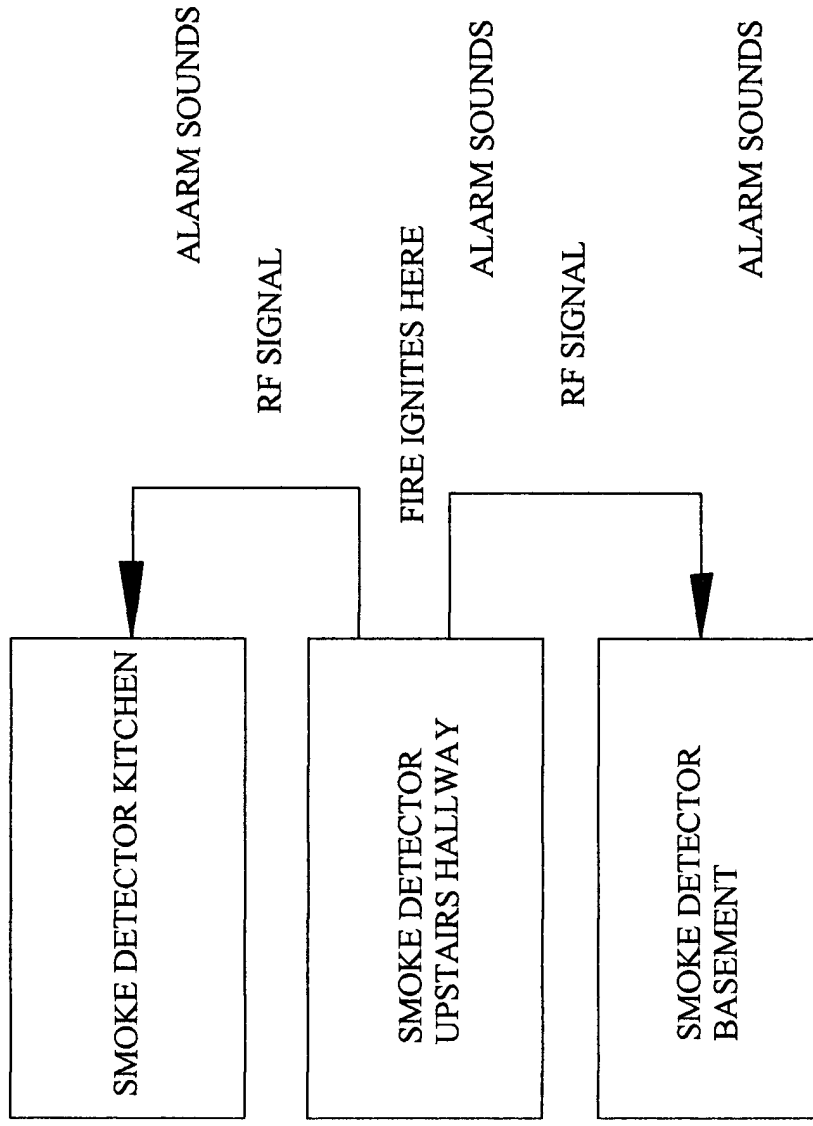 SMOKE DETECTOR KITCHEN
ALARM SOUNDS
RF SIGNAL
SMOKE DETECTOR
UPSTAIRS HALLWAY
FIRE IGNITES HERE
ALARM SOUNDS
RF SIGNAL
SMOKE DETECTOR
BASEMENT
ALARM SOUNDS